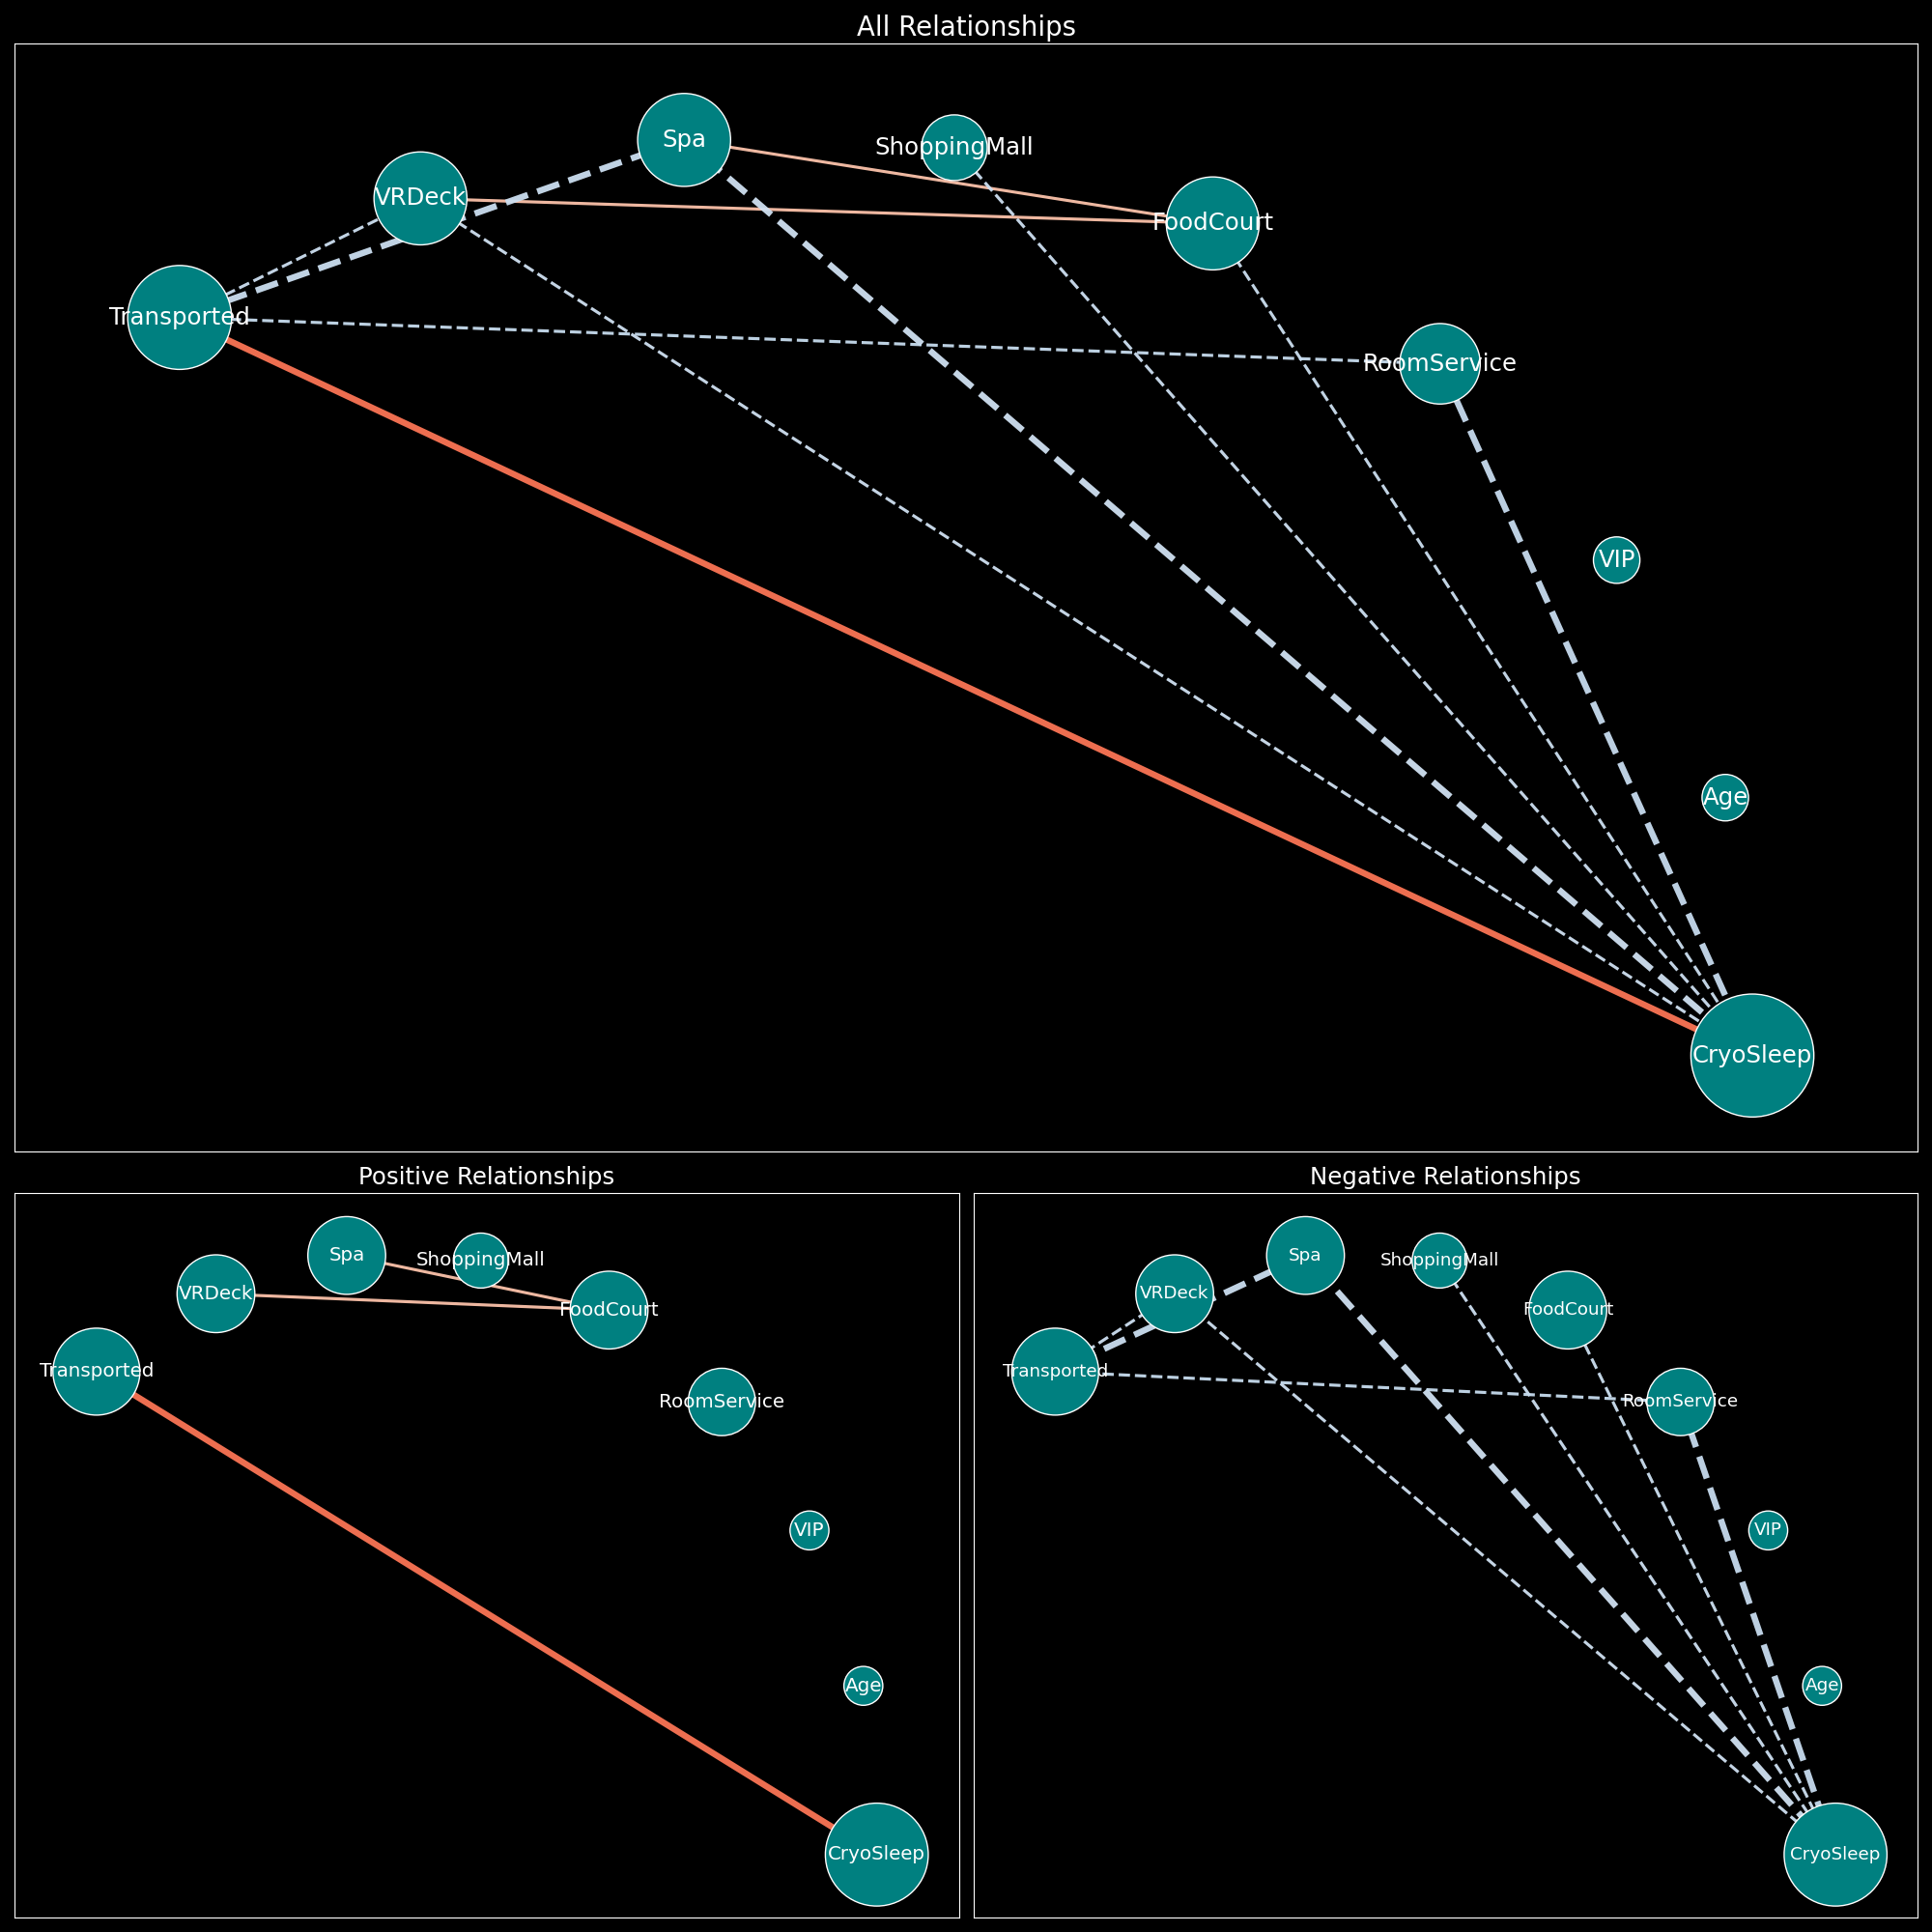 All Relationships
Spa
ShoppingMall
VRDeck
FoodCourt
Transported
RoomService
VIP
Age
CryoSleep
Positive Relationships
Spa
ShoppingMall
VRDeck
FoodCourt
Transported
RoomService
VIP
Age
CryoSleep
Negative Relationships
Spa
ShoppingMall
VRDeck
FoodCourt
Transported
RoomService
VIP
Age
CryoSleep